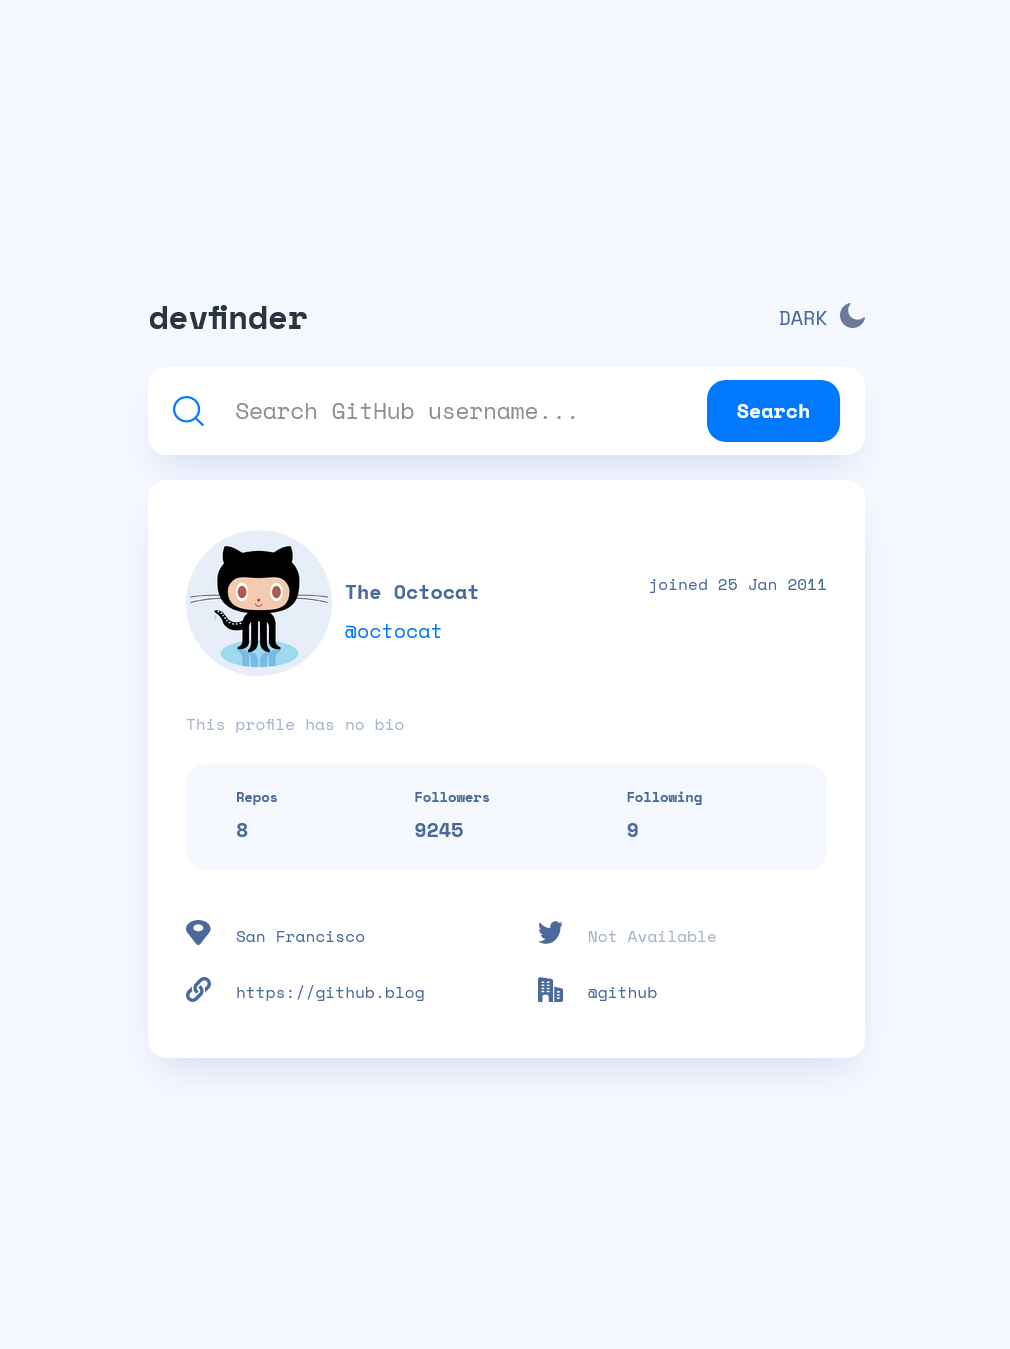 devfinder
DARK
Search GitHub username...
Search
The Octocat
joined 25 Jan 2011
@octocat
This profile has no bio
Repos
Followers
Following
8
9245
9
San Francisco
Not Available
https://github.blog
@github